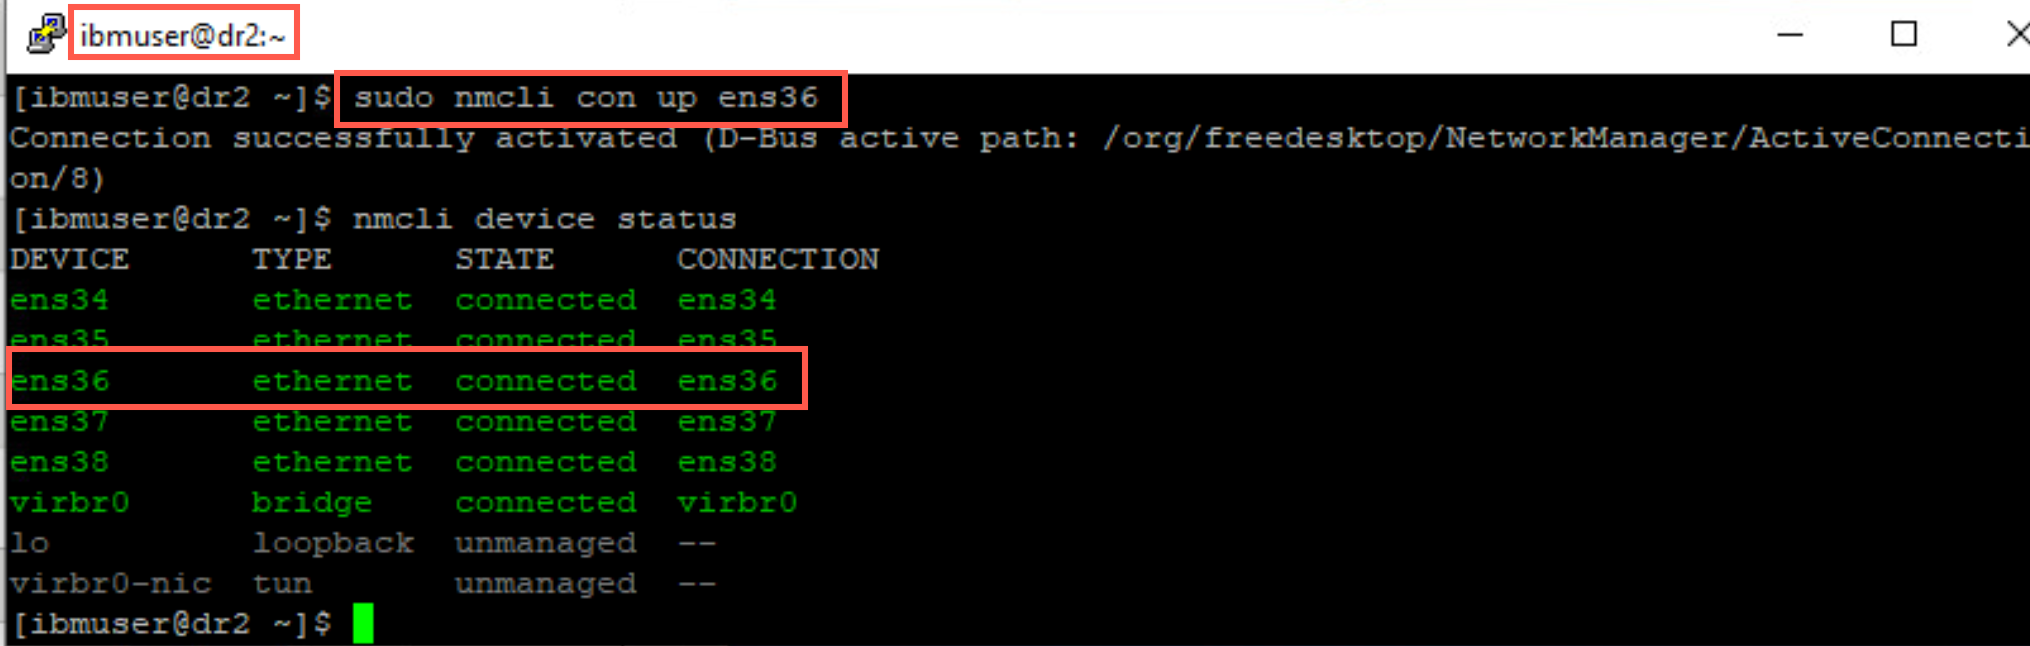 ibmuser@dr2:~
[ibmuser@dr2 ~]$ sudo nmcli con up ens36
Connection successfully activated (D-Bus active path: /org/freedesktop/NetworkManager/ActiveConnecti
on/8)
[ibmuser@dr2 ~]$ nmcli device status
DEVICE TYPE STATE CONNECTION
ens34 ethernet connected ens34
ens35 ethernet connected ens35
ens36 ethernet connected ens36
ens37 ethernet connected ens37
ens38 ethernet connected ens38
virbr0 bridge connected virbr0
lo loopback unmanaged --
virbr0-nic tun unmanaged --
[ibmuser@dr2 ~]$